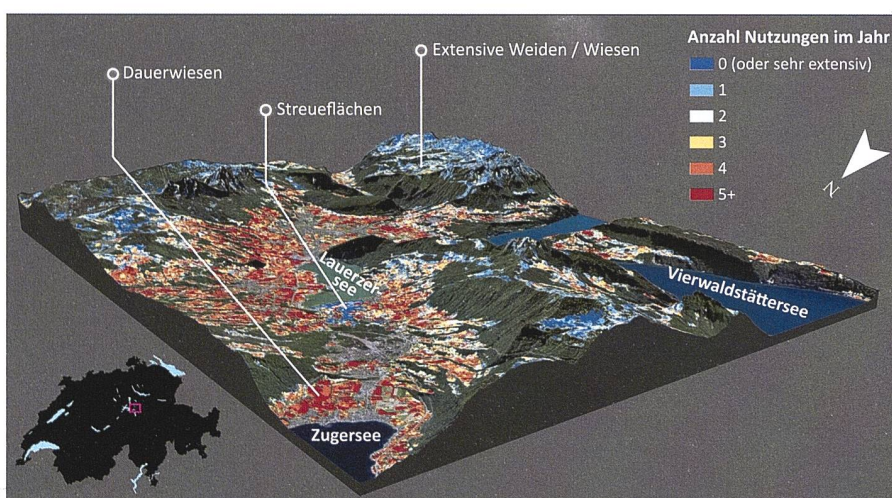 Dauerwiesen
Streueflächen
Extensive Weiden / Wiesen
Anzahl Nutzungen im Jahr
0 (oder sehr extensiv)
1
2
3
4
5+
N
Lauerzer
see
Vierwaldstättersee
Zugersee